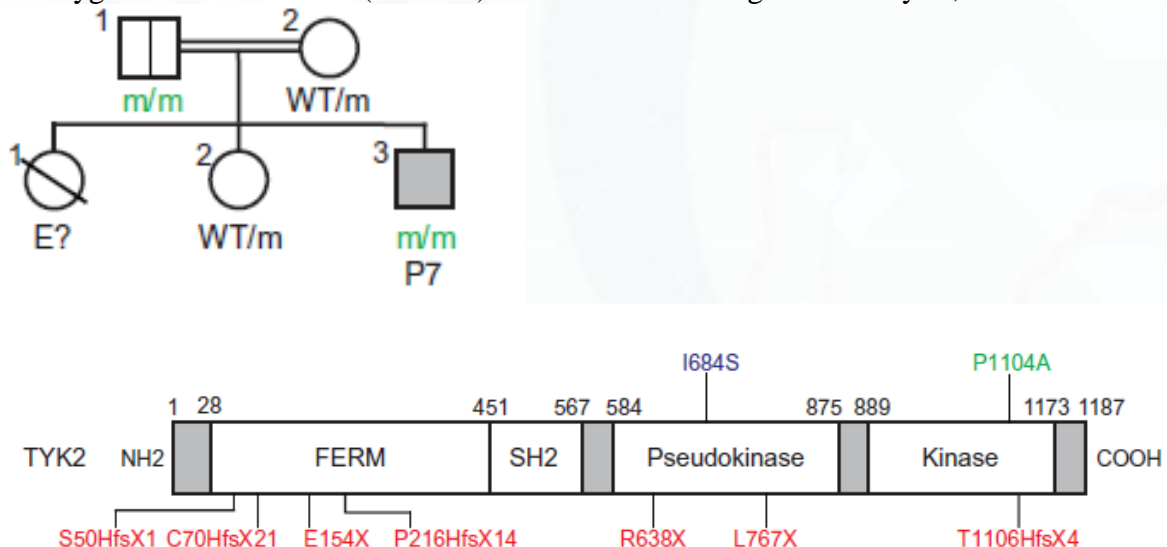 1 2
m/m WT/m
1 2 3
E? WT/m m/m
P7
I684S P1104A
1 28 451 567 584 875 889 1173 1187
TYK2 NH2 FERM SH2 Pseudokinase Kinase COOH
S50HfsX1 C70HfsX21 E154X P216HfsX14 R638X L767X T1106HfsX4